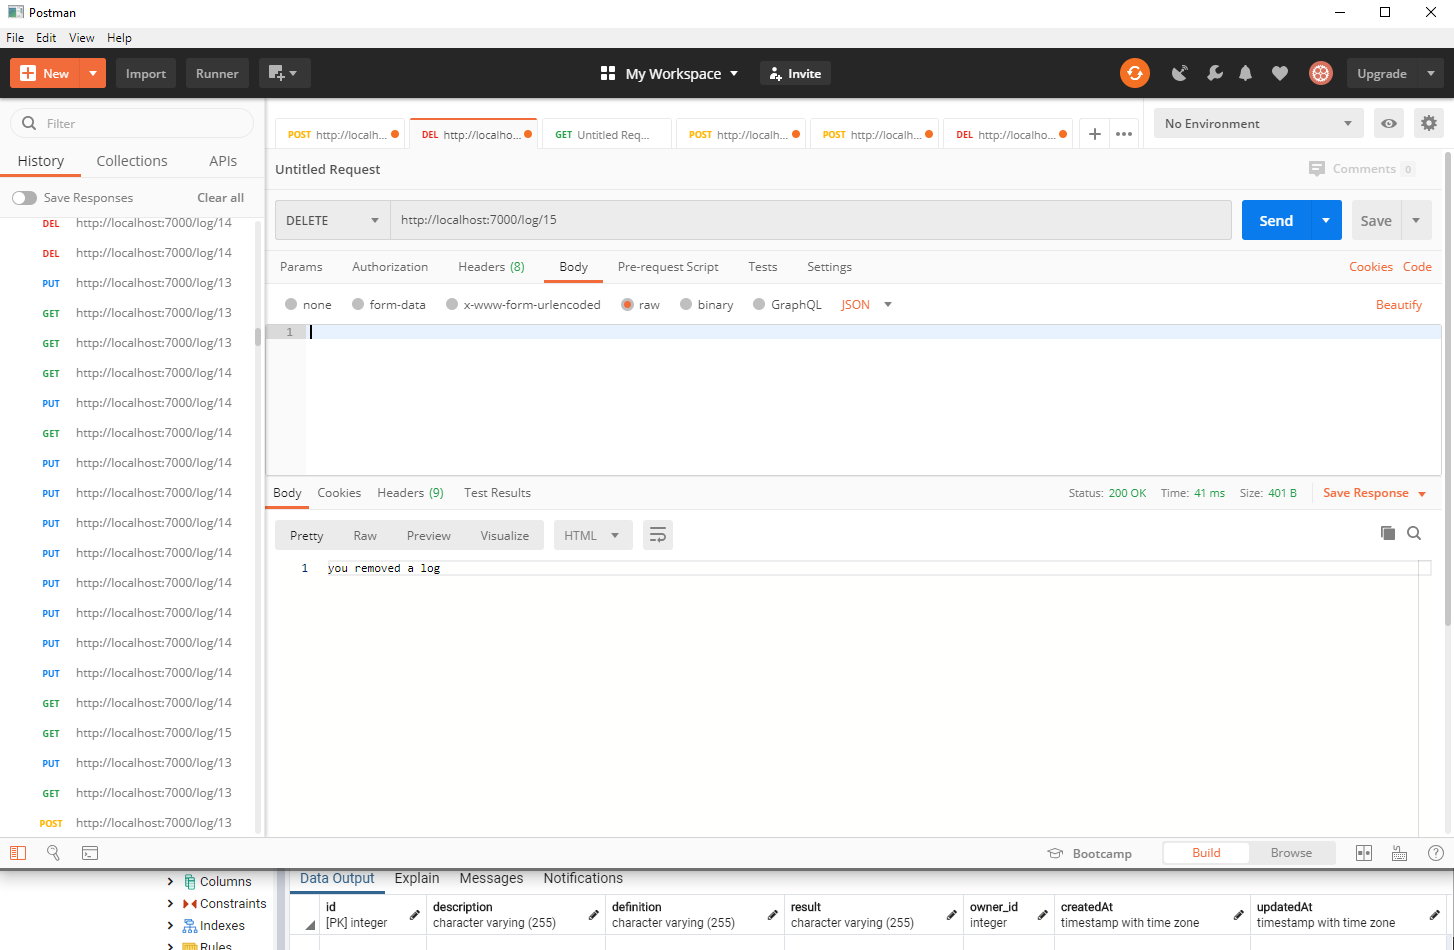 Postman
File Edit View Help
New Import Runner My Workspace Invite Upgrade
Filter
History Collections APIs
Save Responses Clear all
DEL http://localhost:7000/log/14
DEL http://localhost:7000/log/14
PUT http://localhost:7000/log/13
GET http://localhost:7000/log/13
GET http://localhost:7000/log/13
GET http://localhost:7000/log/14
PUT http://localhost:7000/log/14
GET http://localhost:7000/log/14
PUT http://localhost:7000/log/14
PUT http://localhost:7000/log/14
PUT http://localhost:7000/log/14
PUT http://localhost:7000/log/14
PUT http://localhost:7000/log/14
PUT http://localhost:7000/log/14
PUT http://localhost:7000/log/14
PUT http://localhost:7000/log/14
GET http://localhost:7000/log/14
GET http://localhost:7000/log/15
PUT http://localhost:7000/log/13
GET http://localhost:7000/log/13
POST http://localhost:7000/log/13
POST http://localh... DEL http://localho... GET Untitled Req... POST http://localh... POST http://localh... DEL http://localho... No Environment
Untitled Request Comments 0
DELETE http://localhost:7000/log/15 Send Save
Params Authorization Headers (8) Body Pre-request Script Tests Settings Cookies Code
none form-data x-www-form-urlencoded raw binary GraphQL JSON Beautify
1
Body Cookies Headers (9) Test Results Status: 200 OK Time: 41 ms Size: 401 B Save Response
Pretty Raw Preview Visualize HTML
1 you removed a log
Bootcamp Build Browse
Columns
Constraints
Indexes
Rules
Data Output Explain Messages Notifications
id description definition result owner_id createdAt updatedAt
[PK] integer character varying (255) character varying (255) character varying (255) integer timestamp with time zone timestamp with time zone